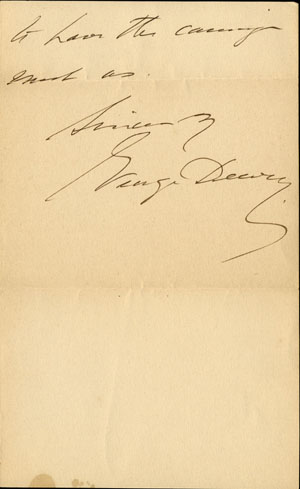 to have the carriage
meet us.
Sincerely
George Dewey